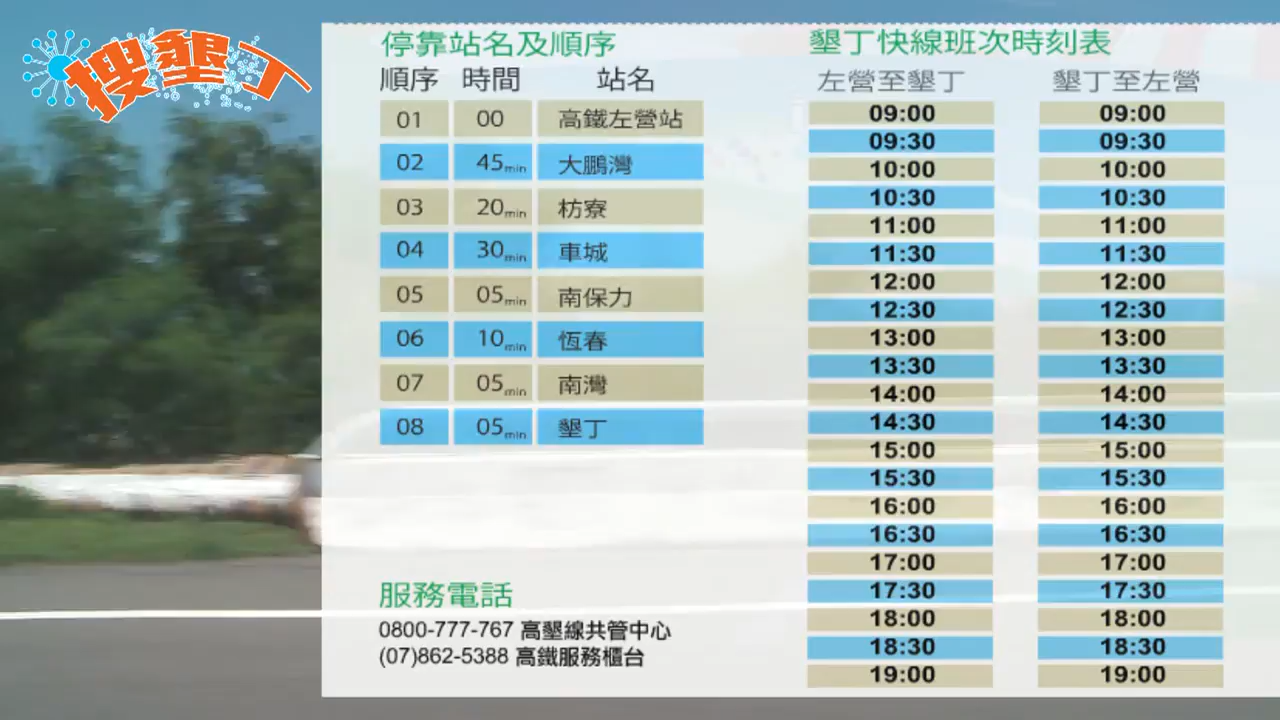 搜墾丁
停靠站名及順序
順序 時間 站名
01 00 高鐵左營站
02 45min 大鵬灣
03 20min 枋寮
04 30min 車城
05 05min 南保力
06 10min 恆春
07 05min 南灣
08 05min 墾丁
服務電話
0800-777-767 高墾線共管中心
(07)862-5388 高鐵服務櫃台
墾丁快線班次時刻表
左營至墾丁 墾丁至左營
09:00 09:00
09:30 09:30
10:00 10:00
10:30 10:30
11:00 11:00
11:30 11:30
12:00 12:00
12:30 12:30
13:00 13:00
13:30 13:30
14:00 14:00
14:30 14:30
15:00 15:00
15:30 15:30
16:00 16:00
16:30 16:30
17:00 17:00
17:30 17:30
18:00 18:00
18:30 18:30
19:00 19:00